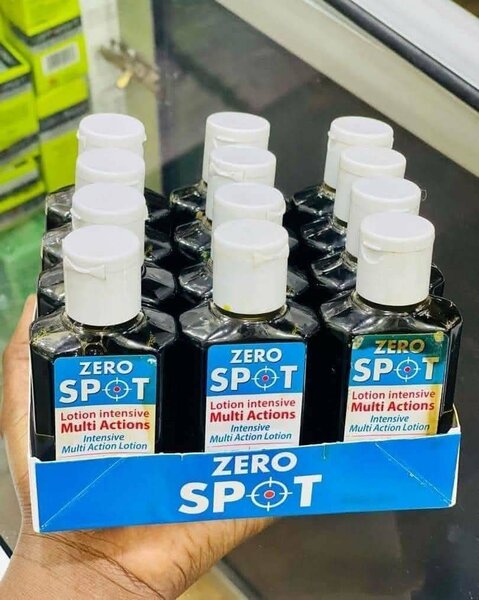 ZERO
SPOT
Lotion intensive
Multi Actions
Intensive
Multi Action Lotion
ZERO
SPOT
Lotion intensive
Multi Actions
Intensive
Multi Action Lotion
ZERO
SPOT
Lotion intensive
Multi Actions
Intensive
Multi Action Lotion
ZERO
SPOT